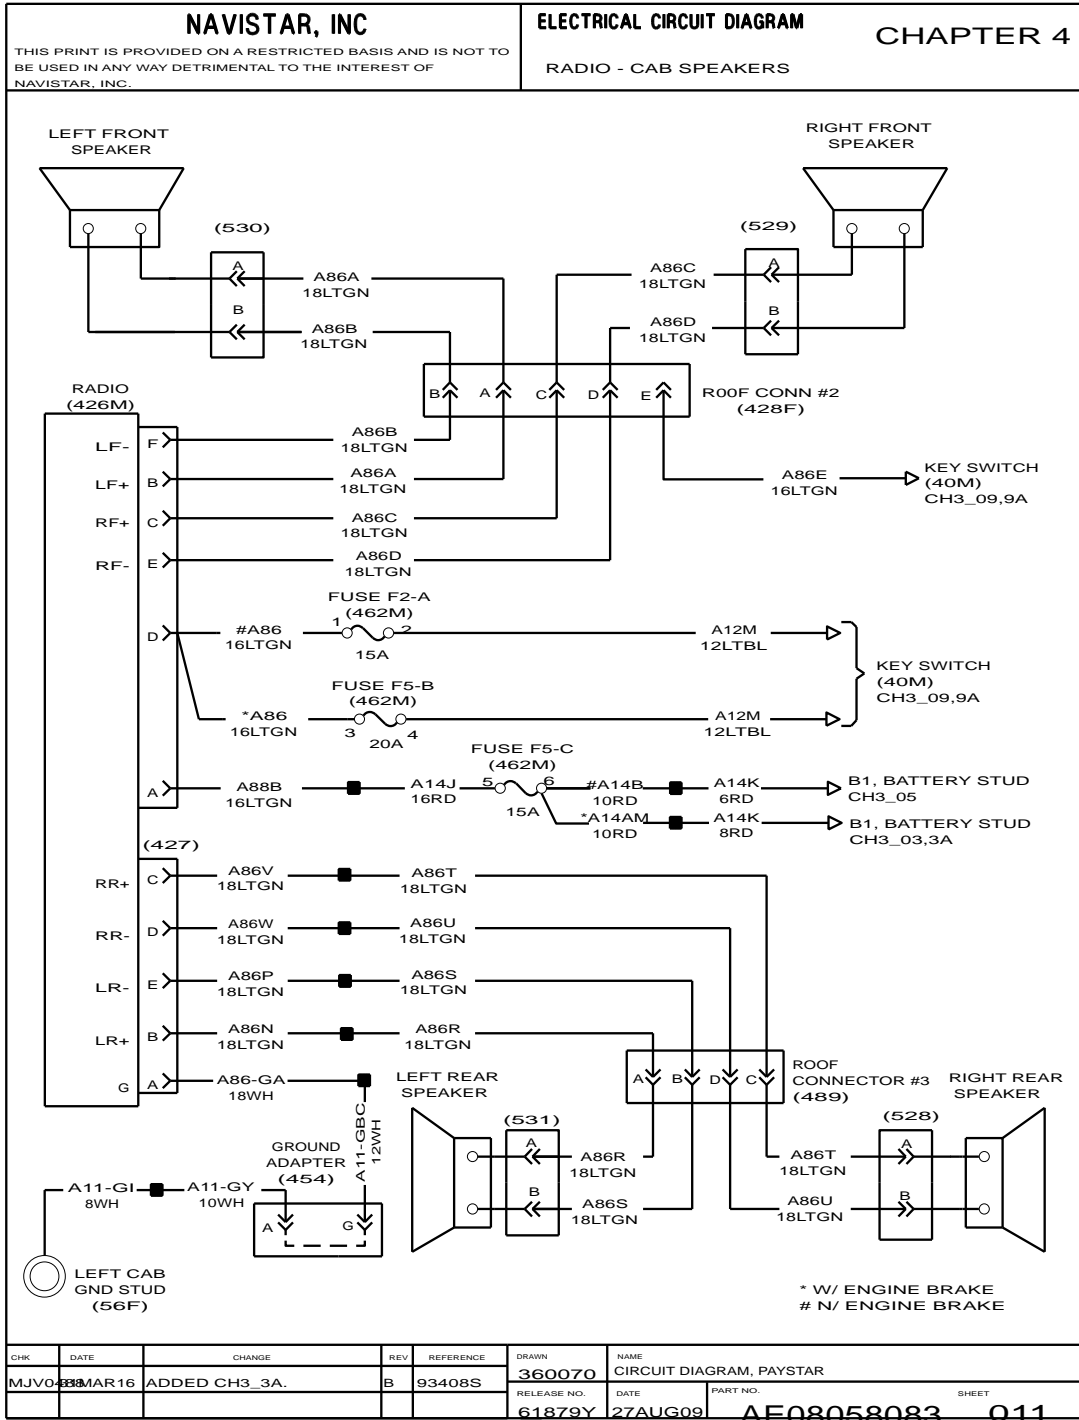 NAVISTAR, INC
THIS PRINT IS PROVIDED ON A RESTRICTED BASIS AND IS NOT TO
BE USED IN ANY WAY DETRIMENTAL TO THE INTEREST OF
NAVISTAR, INC.
ELECTRICAL CIRCUIT DIAGRAM
RADIO - CAB SPEAKERS
CHAPTER 4
LEFT FRONT
SPEAKER
RIGHT FRONT
SPEAKER
(530)
(529)
A
A86A
18LTGN
B
A86B
18LTGN
A86C
18LTGN
A
A86D
18LTGN
B
B
A
C
D
E
R00F CONN #2
(428F)
RADIO
(426M)
LF-
F
A86B
18LTGN
LF+
B
A86A
18LTGN
RF+
C
A86C
18LTGN
RF-
E
A86D
18LTGN
A86E
16LTGN
KEY SWITCH
(40M)
CH3_09,9A
FUSE F2-A
(462M)
D
#A86
16LTGN
1
2
15A
A12M
12LTBL
KEY SWITCH
(40M)
CH3_09,9A
FUSE F5-B
(462M)
*A86
16LTGN
3
4
20A
A12M
12LTBL
FUSE F5-C
(462M)
A
A88B
16LTGN
A14J
16RD
5
6
15A
#A14B
10RD
A14K
6RD
B1, BATTERY STUD
CH3_05
*A14AM
10RD
A14K
8RD
B1, BATTERY STUD
CH3_03,3A
(427)
RR+
C
A86V
18LTGN
A86T
18LTGN
RR-
D
A86W
18LTGN
A86U
18LTGN
LR-
E
A86P
18LTGN
A86S
18LTGN
LR+
B
A86N
18LTGN
A86R
18LTGN
G
A
A86-GA
18WH
A11-GBC
12WH
LEFT REAR
SPEAKER
A
B
D
C
ROOF
CONNECTOR #3
(489)
RIGHT REAR
SPEAKER
(531)
A
A86R
18LTGN
B
A86S
18LTGN
(528)
A86T
18LTGN
A
A86U
18LTGN
B
GROUND
ADAPTER
(454)
A11-GI
8WH
A11-GY
10WH
A
G
LEFT CAB
GND STUD
(56F)
* W/ ENGINE BRAKE
# N/ ENGINE BRAKE
CHK DATE CHANGE REV REFERENCE
ADDED CH3_3A. B 93408S
DRAWN
360070
NAME
CIRCUIT DIAGRAM, PAYSTAR
RELEASE NO.
61879Y
DATE
27AUG09
PART NO.
AE08058083
SHEET
011